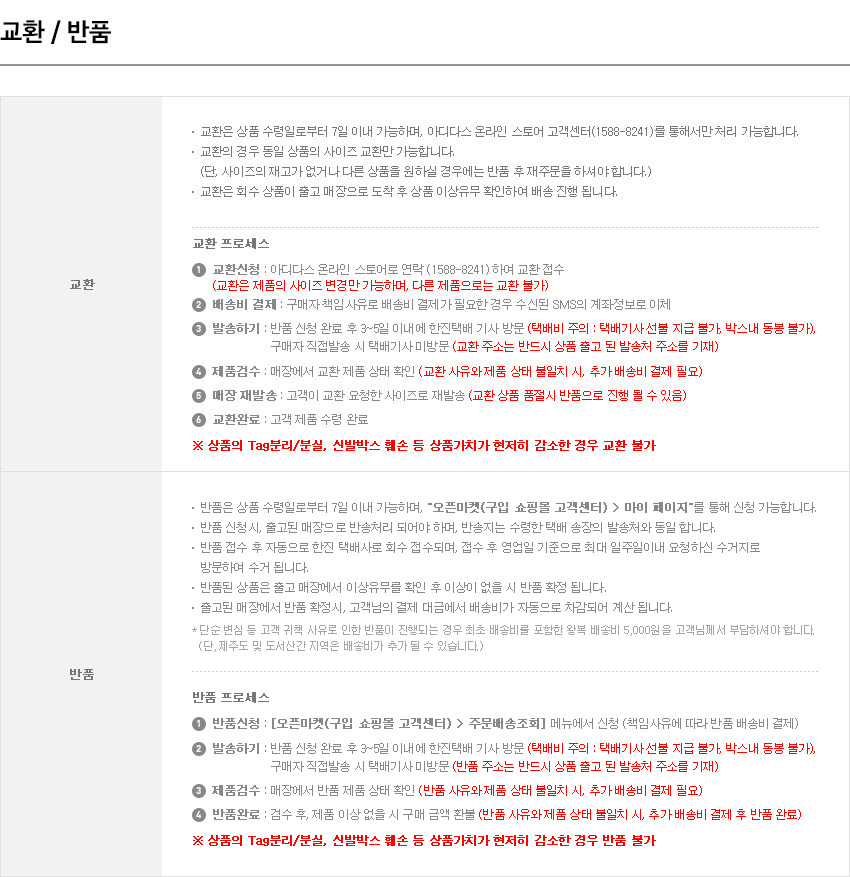 교환 / 반품
교환
· 교환은 상품 수령일로부터 7일 이내 가능하며, 아디다스 온라인 스토어 고객센터(1588-8241)를 통해서만 처리 가능합니다.
· 교환의 경우 동일 상품의 사이즈 교환만 가능합니다.
(단, 사이즈의 재고가 없거나 다른 상품을 원하실 경우에는 반품 후 재주문을 하셔야 합니다.)
· 교환은 회수 상품이 출고 매장으로 도착 후 상품 이상유무 확인하여 배송 진행 됩니다.
교환 프로세스
1 교환신청 : 아디다스 온라인 스토어로 연락 (1588-8241) 하여 교환 접수
(교환은 제품의 사이즈 변경만 가능하며, 다른 제품으로는 교환 불가)
2 배송비 결제 : 구매자 책임 사유로 배송비 결제가 필요한 경우 수신된 SMS의 계좌정보로 이체
3 발송하기 : 반품 신청 완료 후 3~5일 이내에 한진택배 기사 방문 (택배비 주의 : 택배기사 선불 지급 불가, 박스내 동봉 불가),
구매자 직접발송 시 택배기사 미방문 (교환 주소는 반드시 상품 출고 된 발송처 주소를 기재)
4 제품검수 : 매장에서 교환 제품 상태 확인 (교환 사유와 제품 상태 불일치 시, 추가 배송비 결제 필요)
5 매장 재발송 : 고객이 교환 요청한 사이즈로 재발송 (교환 상품 품절시 반품으로 진행 될 수 있음)
6 교환완료 : 고객 제품 수령 완료
※ 상품의 Tag분리/분실, 신발박스 훼손 등 상품가치가 현저히 감소한 경우 교환 불가
반품
· 반품은 상품 수령일로부터 7일 이내 가능하며, "오픈마켓(구입 쇼핑몰 고객센터) > 마이 페이지"를 통해 신청 가능합니다.
· 반품 신청시, 출고된 매장으로 반송처리 되어야 하며, 반송지는 수령한 택배 송장의 발송처와 동일 합니다.
· 반품 접수 후 자동으로 한진 택배사로 회수 접수되며, 접수 후 영업일 기준으로 최대 일주일이내 요청하신 수거지로
방문하여 수거 됩니다.
· 반품된 상품은 출고 매장에서 이상유무를 확인 후 이상이 없을 시 반품 확정 됩니다.
· 출고된 매장에서 반품 확정시, 고객님의 결제 대금에서 배송비가 자동으로 차감되어 계산 됩니다.
* 단순 변심 등 고객 귀책 사유로 인한 반품이 진행되는 경우 최초 배송비를 포함한 왕복 배송비 5,000원을 고객님께서 부담하셔야 합니다.
(단, 제주도 및 도서산간 지역은 배송비가 추가 될 수 있습니다.)
반품 프로세스
1 반품신청 : [오픈마켓(구입 쇼핑몰 고객센터) > 주문배송조회] 메뉴에서 신청 (책임사유에 따라 반품 배송비 결제)
2 발송하기 : 반품 신청 완료 후 3~5일 이내에 한진택배 기사 방문 (택배비 주의 : 택배기사 선불 지급 불가, 박스내 동봉 불가),
구매자 직접발송 시 택배기사 미방문 (반품 주소는 반드시 상품 출고 된 발송처 주소를 기재)
3 제품검수 : 매장에서 반품 제품 상태 확인 (반품 사유와 제품 상태 불일치 시, 추가 배송비 결제 필요)
4 반품완료 : 검수 후, 제품 이상 없을 시 구매 금액 환불 (반품 사유와 제품 상태 불일치 시, 추가 배송비 결제 후 반품 완료)
※ 상품의 Tag분리/분실, 신발박스 훼손 등 상품가치가 현저히 감소한 경우 반품 불가